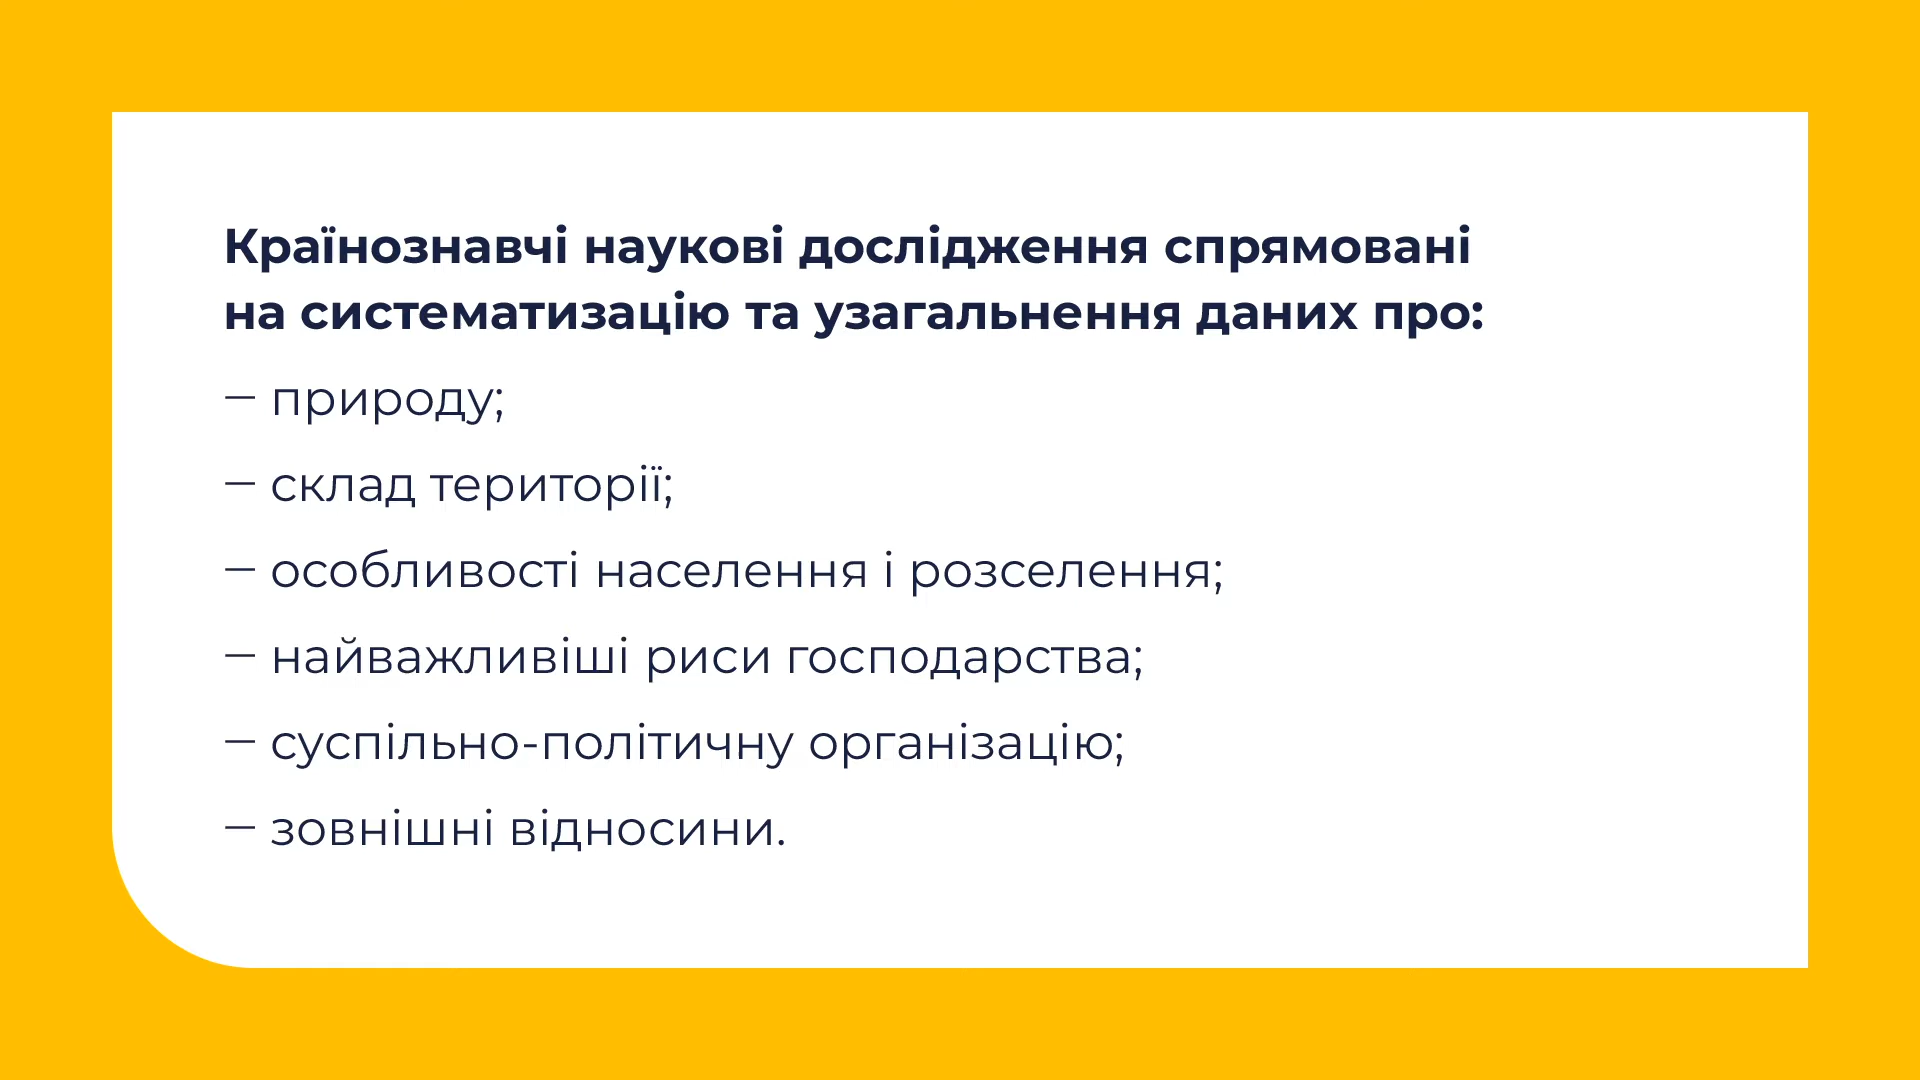 Країнознавчі наукові дослідження спрямовані
на систематизацію та узагальнення даних про:
— природу;
— склад території;
— особливості населення і розселення;
— найважливіші риси господарства;
— суспільно-політичну організацію;
— зовнішні відносини.